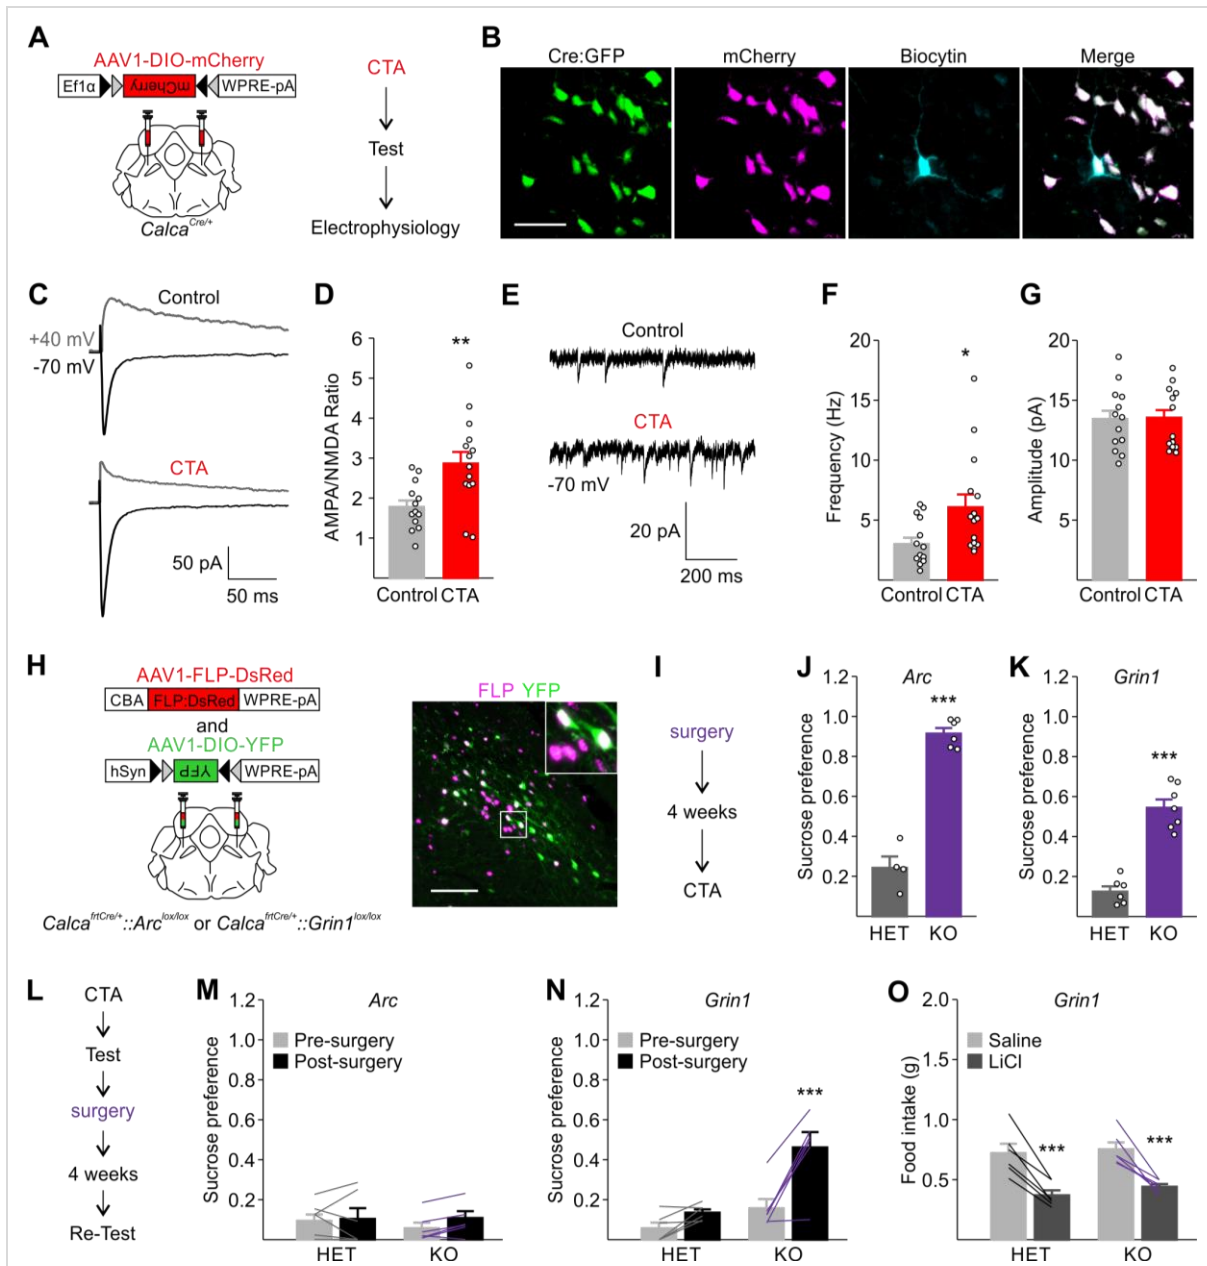 A
AAV1-DIO-mCherry
Ef1α
mCherry
WPRE-pA
Calca^Cre/+
CTA
Test
Electrophysiology
B
Cre:GFP
mCherry
Biocytin
Merge
C
Control
+40 mV
-70 mV
CTA
50 pA
50 ms
D
**
AMPA/NMDA Ratio
6
5
4
3
2
1
Control CTA
E
Control
CTA
-70 mV
20 pA
200 ms
F
*
Frequency (Hz)
20
15
10
5
Control CTA
G
Amplitude (pA)
20
15
10
5
Control CTA
H
AAV1-FLP-DsRed
CBA
FLP:DsRed
WPRE-pA
and
AAV1-DIO-YFP
hSyn
YFP
WPRE-pA
Calca^frtCre/+::Arc^lox/lox or Calca^frtCre/+::Grin1^lox/lox
FLP YFP
I
surgery
4 weeks
CTA
J
Arc
***
Sucrose preference
1.2
1.0
0.8
0.6
0.4
0.2
HET KO
K
Grin1
***
Sucrose preference
1.2
1.0
0.8
0.6
0.4
0.2
HET KO
L
CTA
Test
surgery
4 weeks
Re-Test
M
Arc
Pre-surgery
Post-surgery
Sucrose preference
1.2
1.0
0.8
0.6
0.4
0.2
HET KO
N
Grin1
Pre-surgery
Post-surgery
***
Sucrose preference
1.2
1.0
0.8
0.6
0.4
0.2
HET KO
O
Grin1
Saline
LiCl
*** ***
Food intake (g)
2.0
1.5
1.0
0.5
HET KO